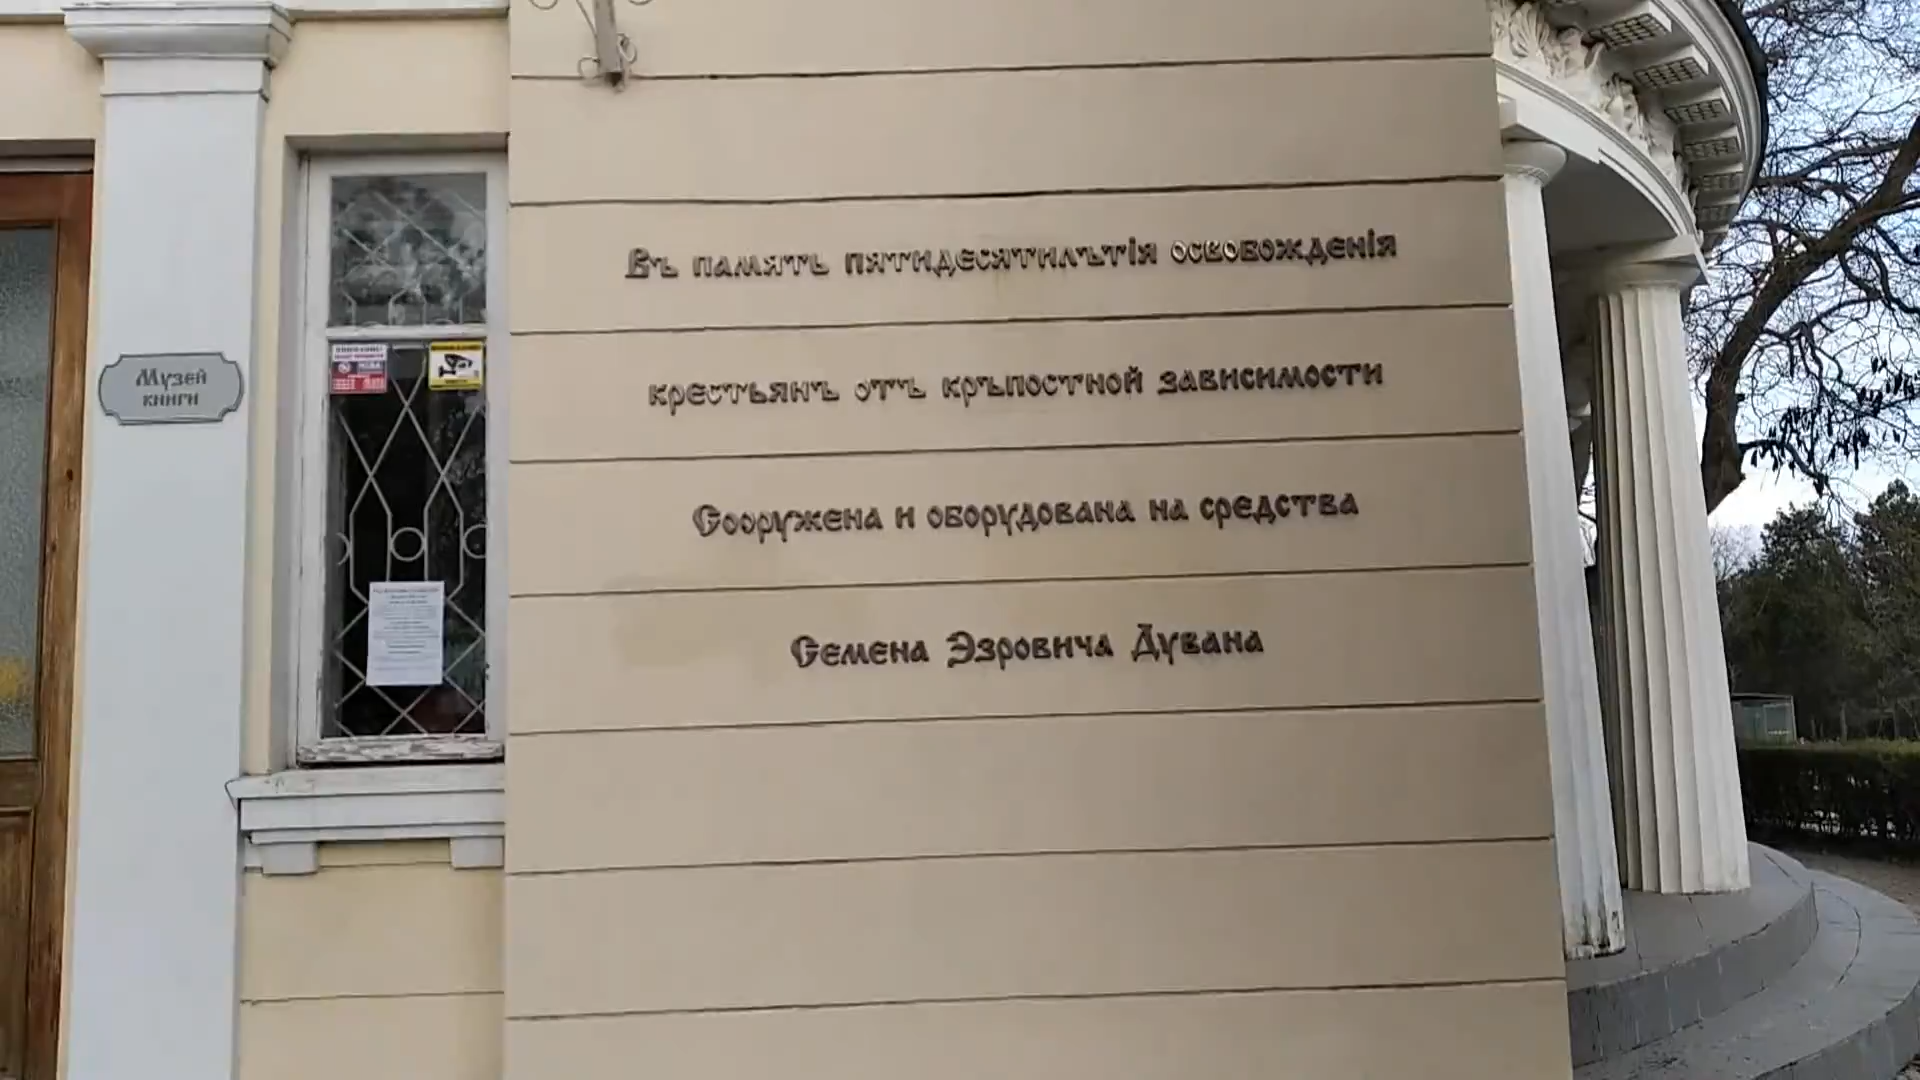 Въ память пятидесятилѣтія освобожденія
крестьянъ отъ крѣпостной зависимости
Сооружена и оборудована на средства
Семена Эзровича Дувана
Музей
книги